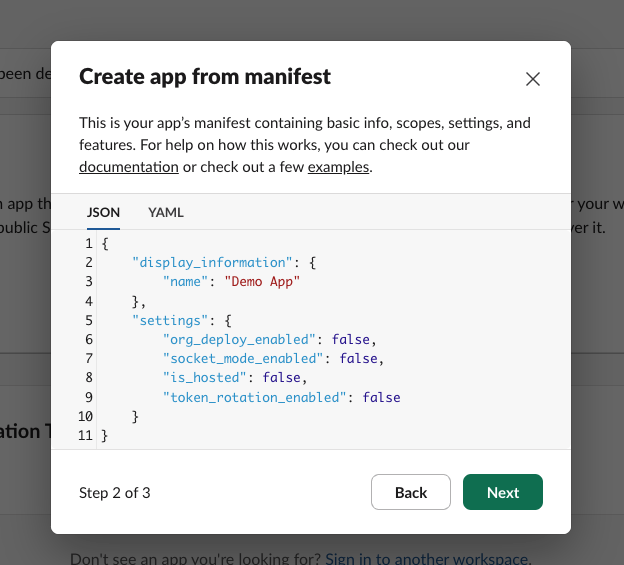 Create app from manifest
been de
This is your app's manifest containing basic info, scopes, settings, and
features. For help on how this works, you can check out our
documentation or check out a few examples.
n app th
your w
public S
ver it.
JSON YAML
1 {
2 "display_information": {
3 "name": "Demo App"
4 },
5 "settings": {
6 "org_deploy_enabled": false,
7 "socket_mode_enabled": false,
8 "is_hosted": false,
9 "token_rotation_enabled": false
10 }
11 }
ation T
Step 2 of 3
Back
Next
Don't see an app you're looking for? Sign in to another workspace.